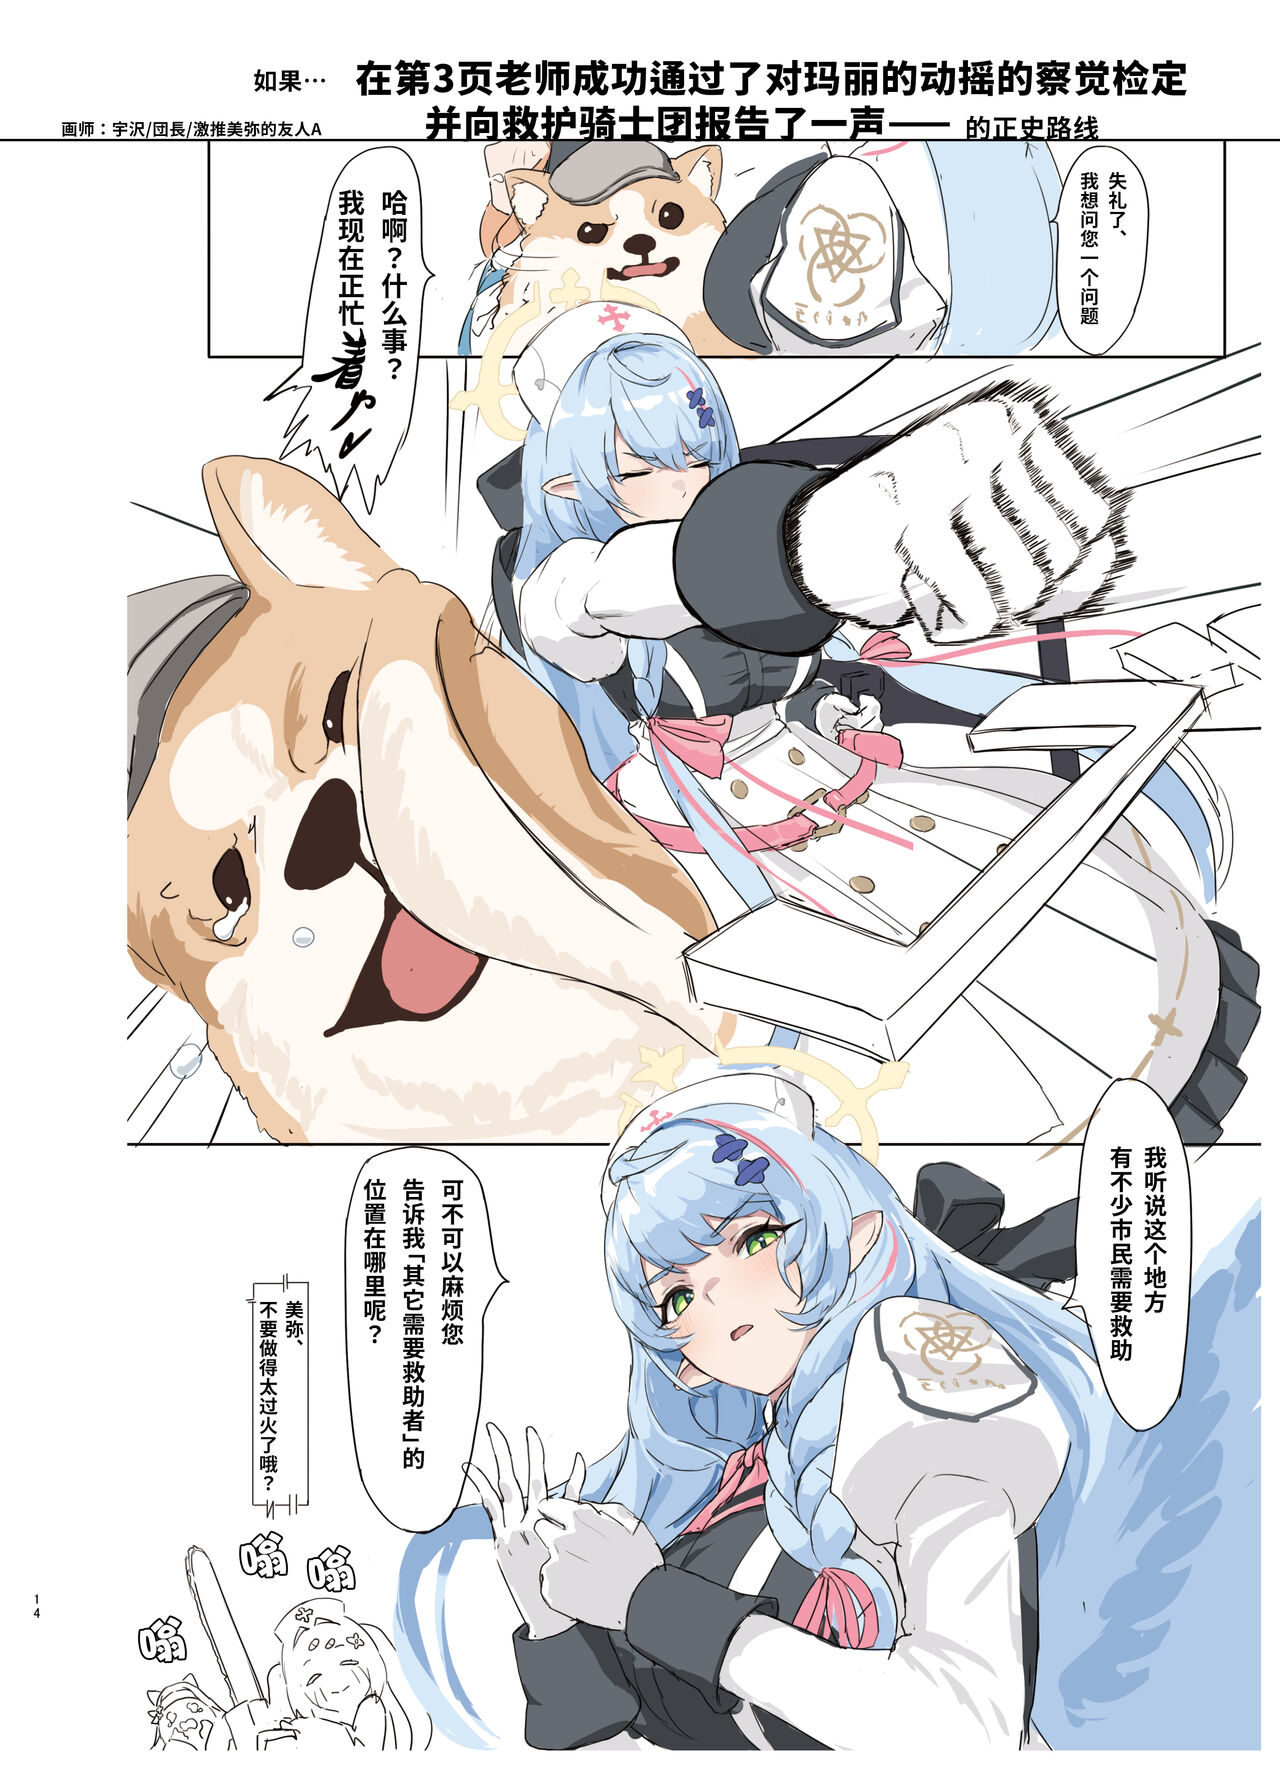 如果…
在第3页老师成功通过了对玛丽的动摇的察觉检定
并向救护骑士团报告了一声——
的正史路线
画师：宇沢/団長/激推美弥的友人A
失礼了、
我想问您一个问题
哈啊？什么事？
我现在正忙着
我听说这个地方
有不少市民需要救助
可不可以麻烦您
告诉我「其它需要救助者」的
位置在哪里呢？
美弥、
不要做得太过火了哦？
嗡
嗡
嗡
14